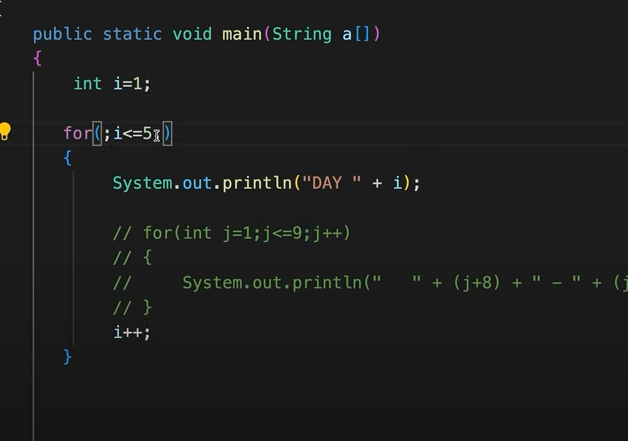 public static void main(String a[])
{
int i=1;
for(;i<=5;)
{
System.out.println("DAY " + i);
// for(int j=1;j<=9;j++)
// {
//     System.out.println("   " + (j+8) + " - " + (j
// }
i++;
}